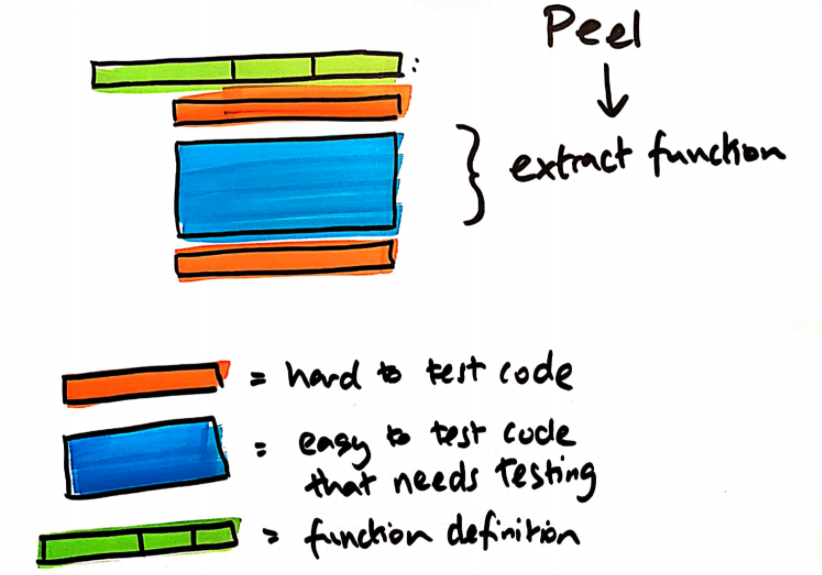 Peel
:
} extract function
= hard to test code
= easy to test code
that needs testing
= function definition